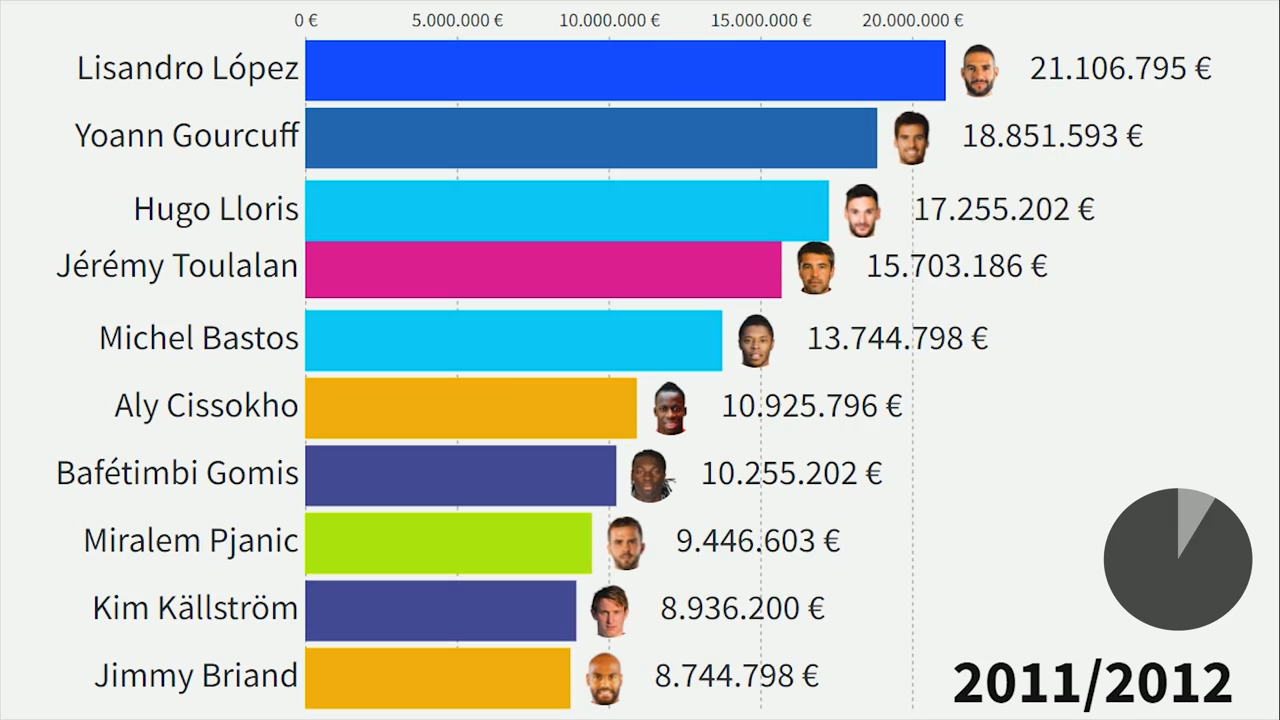 0 € 5.000.000 € 10.000.000 € 15.000.000 € 20.000.000 €
Lisandro López 21.106.795 €
Yoann Gourcuff 18.851.593 €
Hugo Lloris 17.255.202 €
Jérémy Toulalan 15.703.186 €
Michel Bastos 13.744.798 €
Aly Cissokho 10.925.796 €
Bafétimbi Gomis 10.255.202 €
Miralem Pjanic 9.446.603 €
Kim Källström 8.936.200 €
Jimmy Briand 8.744.798 €
2011/2012